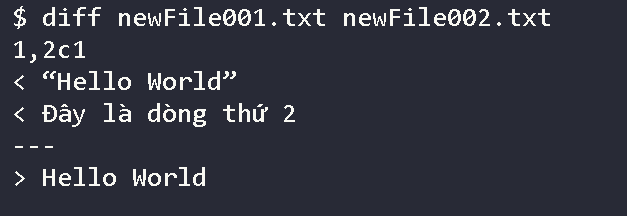 $ diff newFile001.txt newFile002.txt
1,2c1
< “Hello World”
< Đây là dòng thứ 2
---
> Hello World